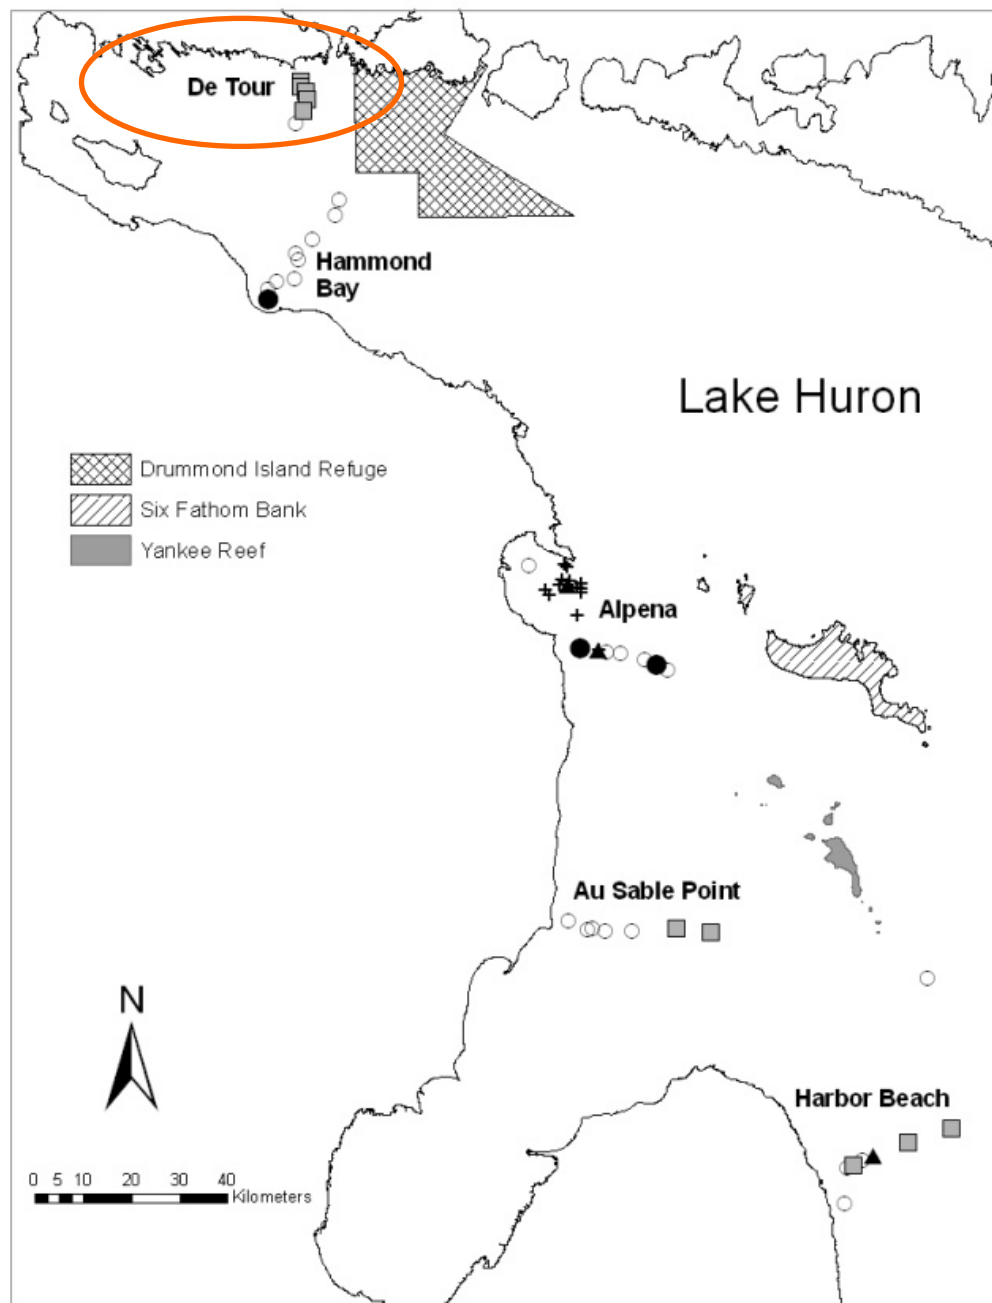 De Tour
Hammond
Bay
Lake Huron
Drummond Island Refuge
Six Fathom Bank
Yankee Reef
Alpena
Au Sable Point
N
Harbor Beach
0 5 10 20 30 40
Kilometers